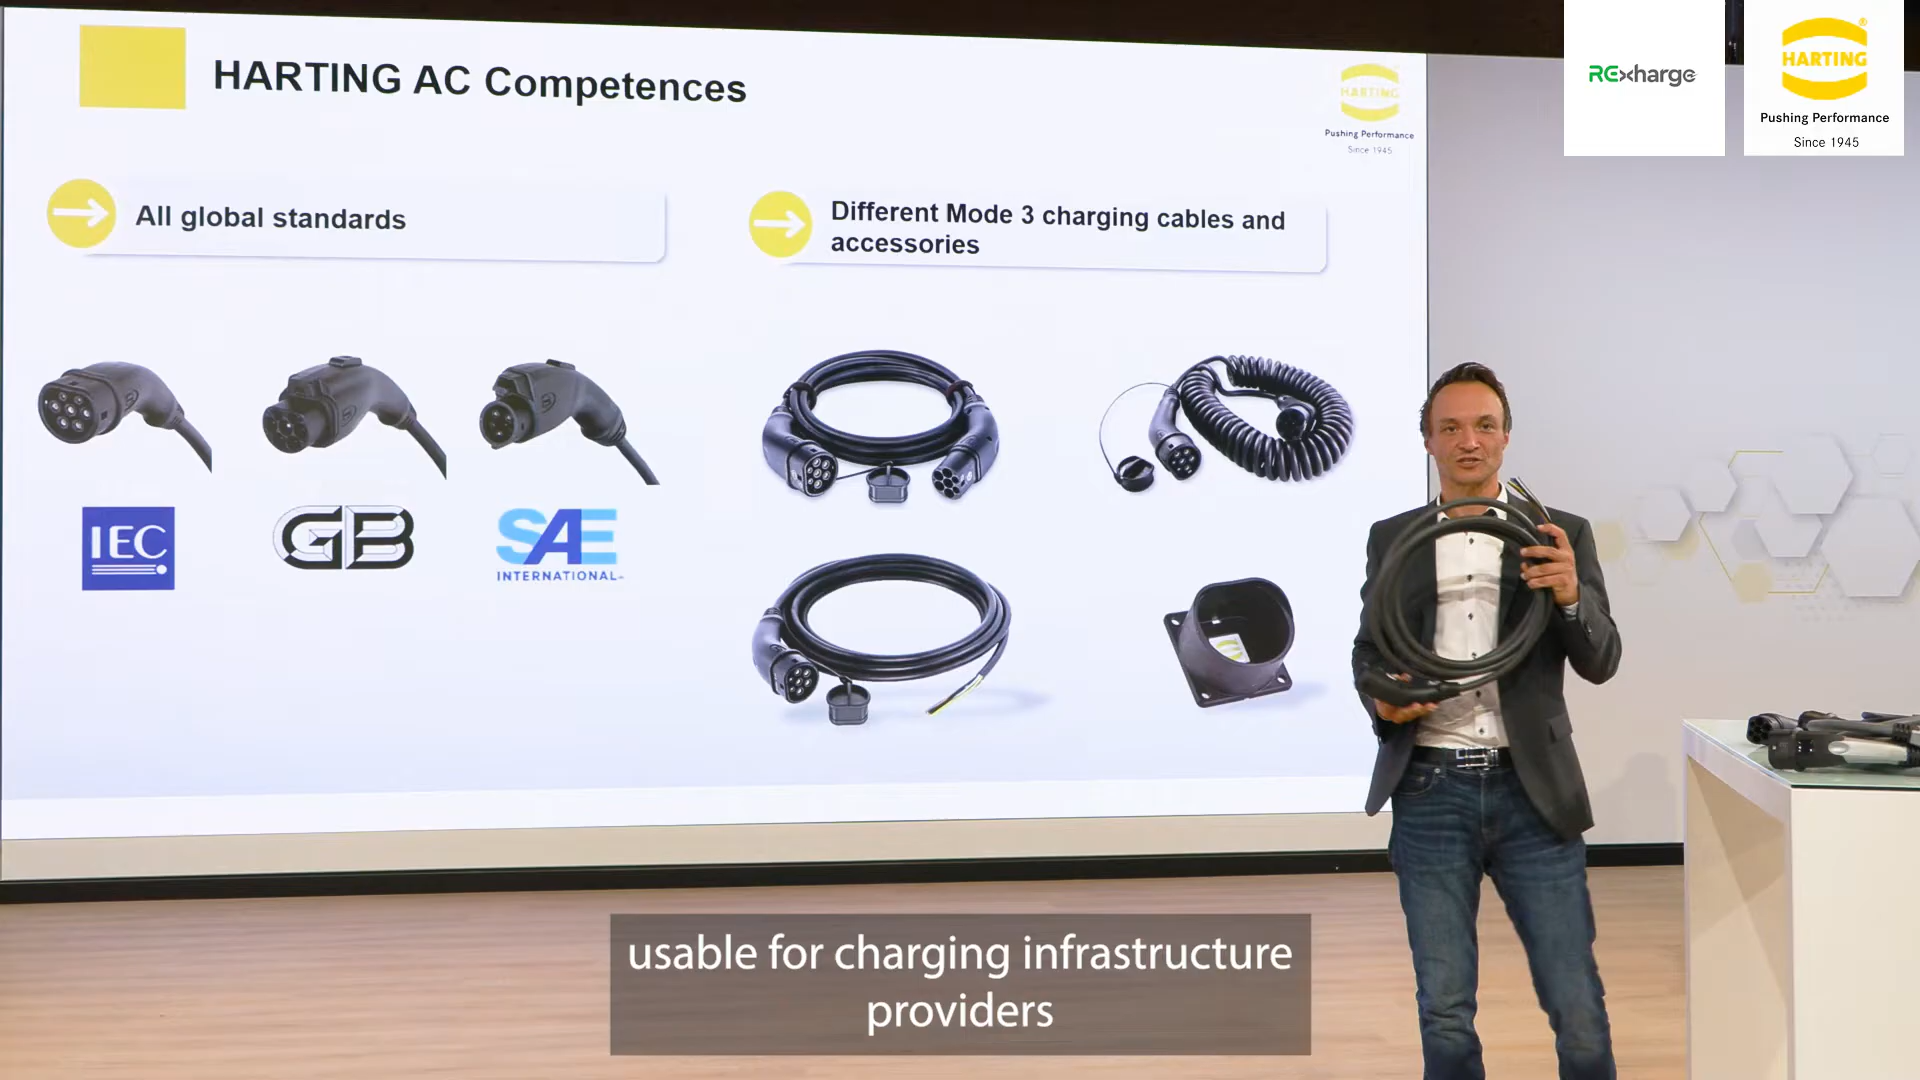 HARTING AC Competences
HARTING
Pushing Performance
Since 1945
RExharge
HARTING®
Pushing Performance
Since 1945
All global standards
Different Mode 3 charging cables and
accessories
IEC
GB
SAE
INTERNATIONAL
usable for charging infrastructure
providers